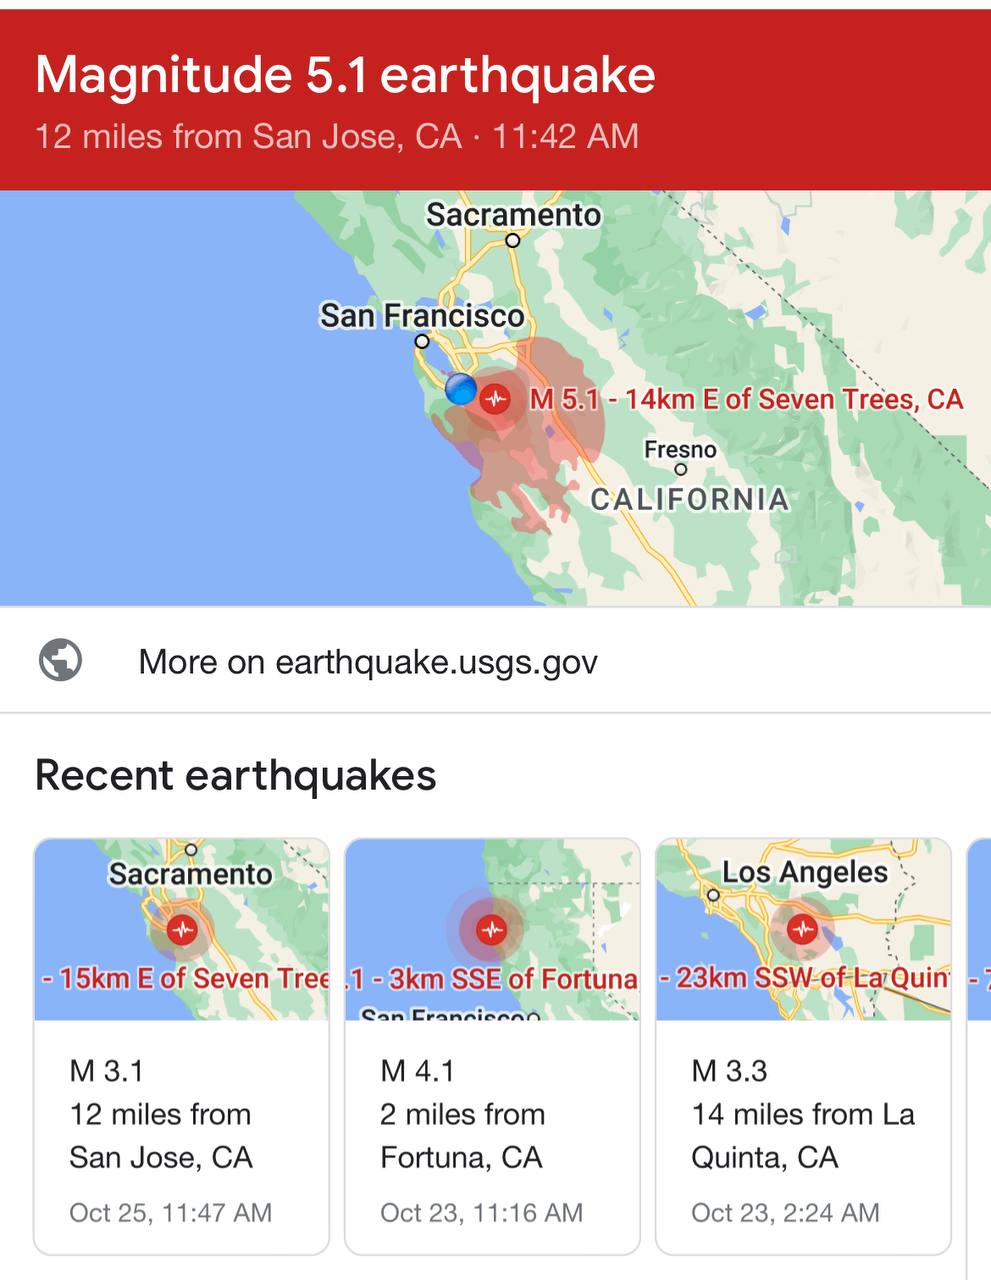 Magnitude 5.1 earthquake
12 miles from San Jose, CA · 11:42 AM
Sacramento
San Francisco
M 5.1 - 14km E of Seven Trees, CA
Fresno
CALIFORNIA
More on earthquake.usgs.gov
Recent earthquakes
Sacramento
- 15km E of Seven Tree
M 3.1
12 miles from
San Jose, CA
Oct 25, 11:47 AM
.1 - 3km SSE of Fortuna
San Francisco
M 4.1
2 miles from
Fortuna, CA
Oct 23, 11:16 AM
Los Angeles
- 23km SSW of La Quin
M 3.3
14 miles from La
Quinta, CA
Oct 23, 2:24 AM
- 7